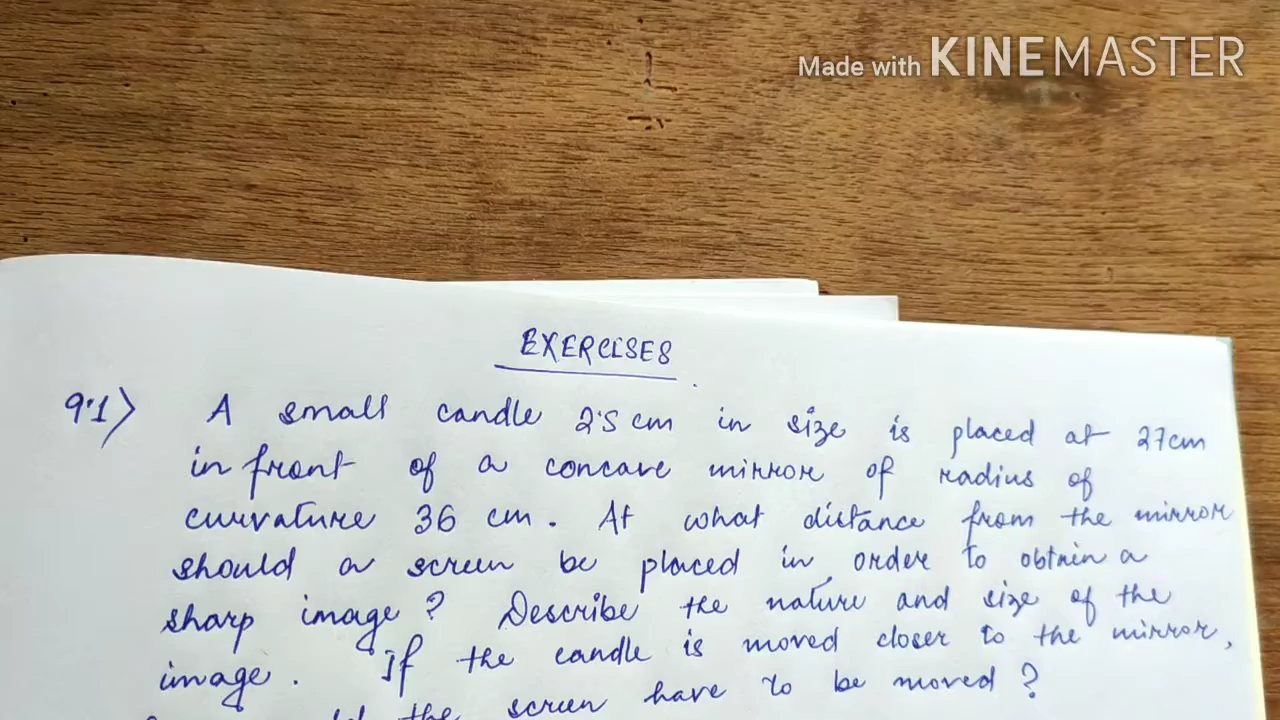 Made with KINEMASTER
EXERCISES
9.1) A small candle 2.5 cm in size is placed at 27cm
in front of a concave mirror of radius of
curvature 36 cm. At what distance from the mirror
should a screen be placed in order to obtain a
sharp image? Describe the nature and size of the
image. If the candle is moved closer to the mirror,
the screen have to be moved?